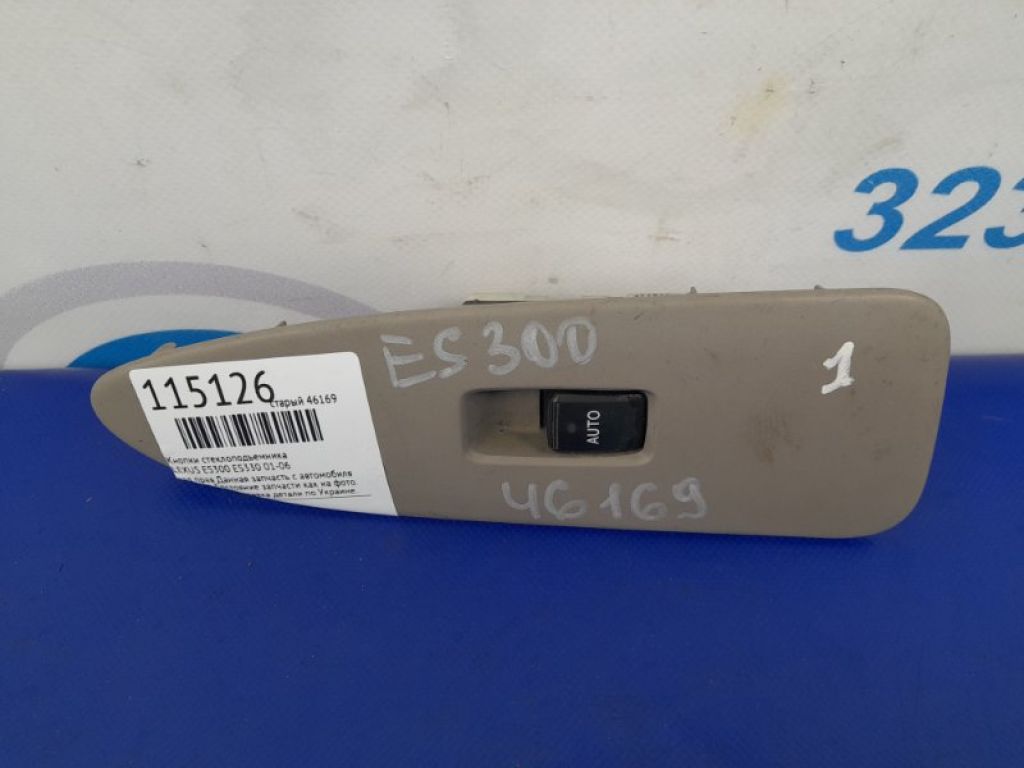 323
ES300
1
115126
старый 46169
AUTO
Кнопки стеклоподъемника
LEXUS ES300 ES330 01-06
Данная запчасть с автомобиля
запчасти как на фото.
детали по Украине.
46169